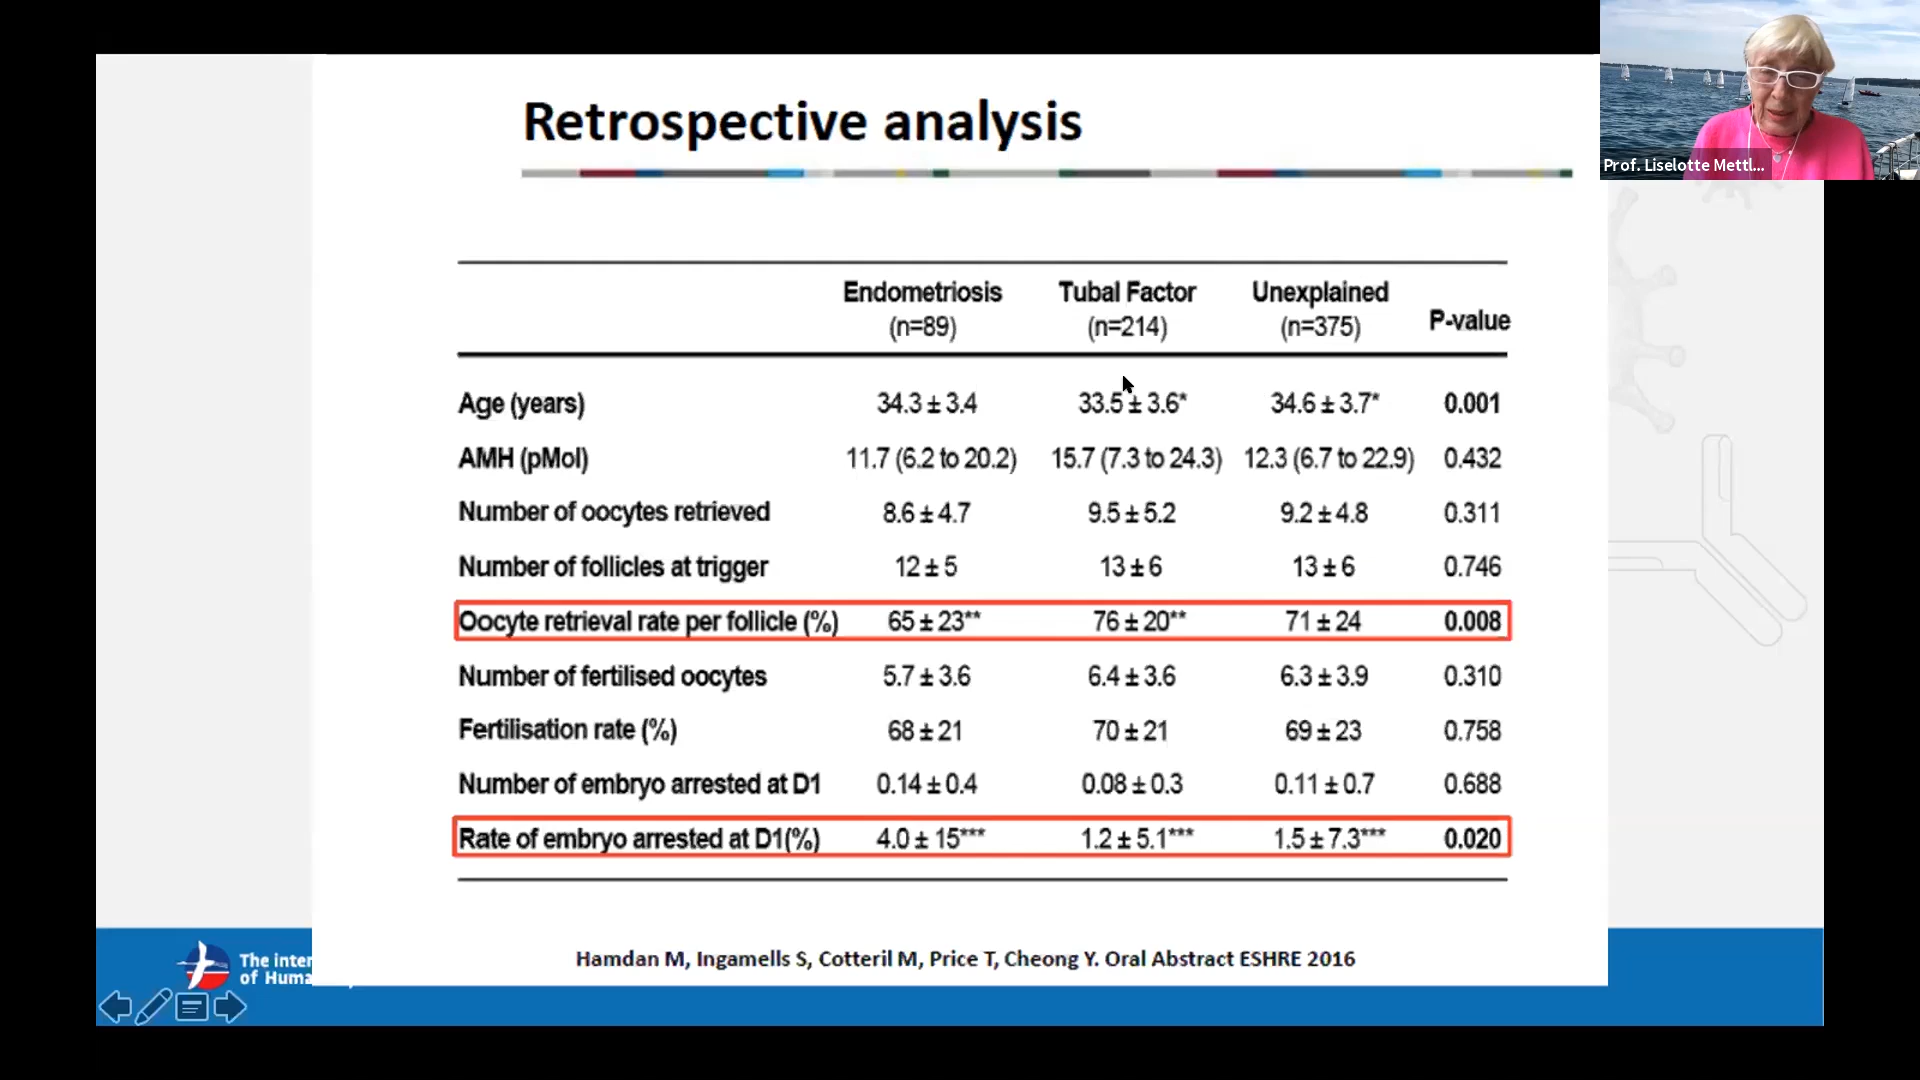 Retrospective analysis
Prof. Liselotte Mettl...
Endometriosis Tubal Factor Unexplained P-value
(n=89) (n=214) (n=375)
Age (years) 34.3 ± 3.4 33.5 ± 3.6* 34.6 ± 3.7* 0.001
AMH (pMol) 11.7 (6.2 to 20.2) 15.7 (7.3 to 24.3) 12.3 (6.7 to 22.9) 0.432
Number of oocytes retrieved 8.6 ± 4.7 9.5 ± 5.2 9.2 ± 4.8 0.311
Number of follicles at trigger 12 ± 5 13 ± 6 13 ± 6 0.746
Oocyte retrieval rate per follicle (%) 65 ± 23** 76 ± 20** 71 ± 24 0.008
Number of fertilised oocytes 5.7 ± 3.6 6.4 ± 3.6 6.3 ± 3.9 0.310
Fertilisation rate (%) 68 ± 21 70 ± 21 69 ± 23 0.758
Number of embryo arrested at D1 0.14 ± 0.4 0.08 ± 0.3 0.11 ± 0.7 0.688
Rate of embryo arrested at D1(%) 4.0 ± 15*** 1.2 ± 5.1*** 1.5 ± 7.3*** 0.020
Hamdan M, Ingamells S, Cotteril M, Price T, Cheong Y. Oral Abstract ESHRE 2016
The inter
of Huma